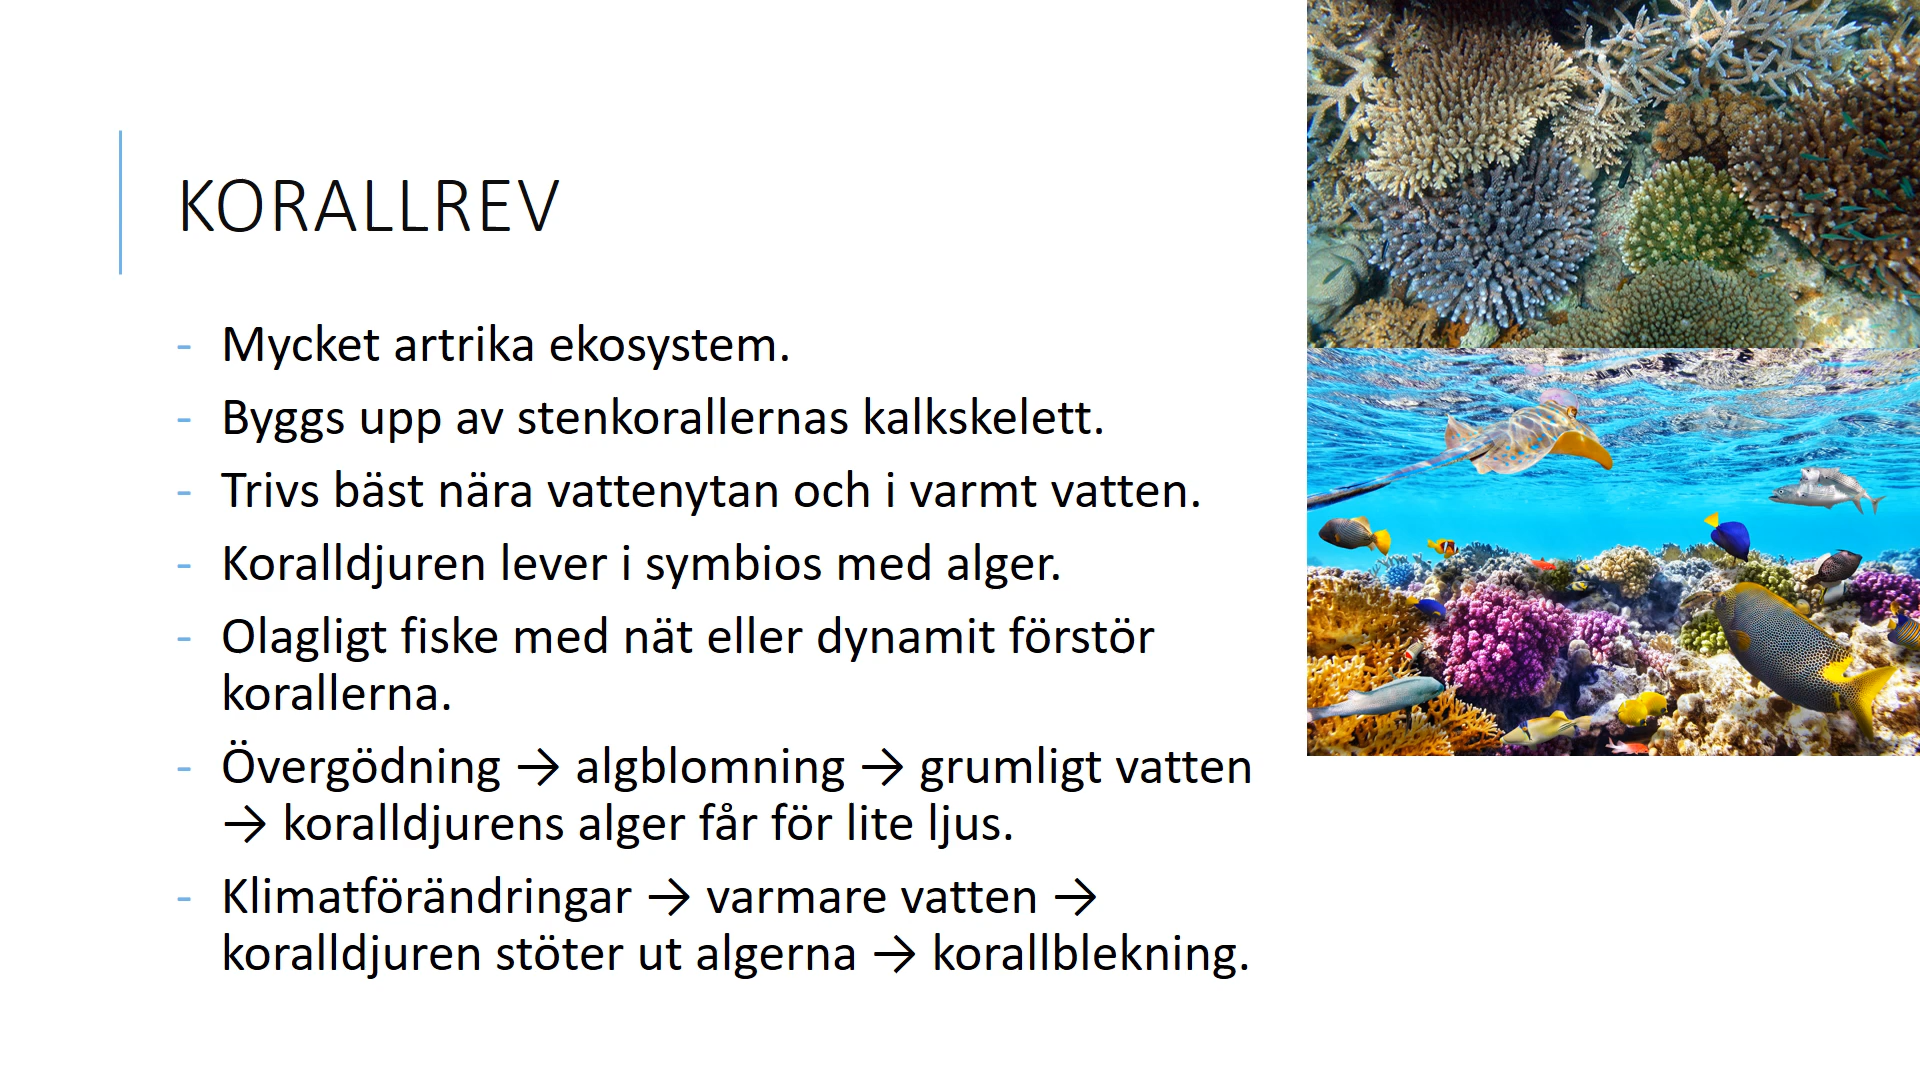 KORALLREV
- Mycket artrika ekosystem.
- Byggs upp av stenkorallernas kalkskelett.
- Trivs bäst nära vattenytan och i varmt vatten.
- Koralldjuren lever i symbios med alger.
- Olagligt fiske med nät eller dynamit förstör
korallerna.
- Övergödning → algblomning → grumligt vatten
→ koralldjurens alger får för lite ljus.
- Klimatförändringar → varmare vatten →
koralldjuren stöter ut algerna → korallblekning.